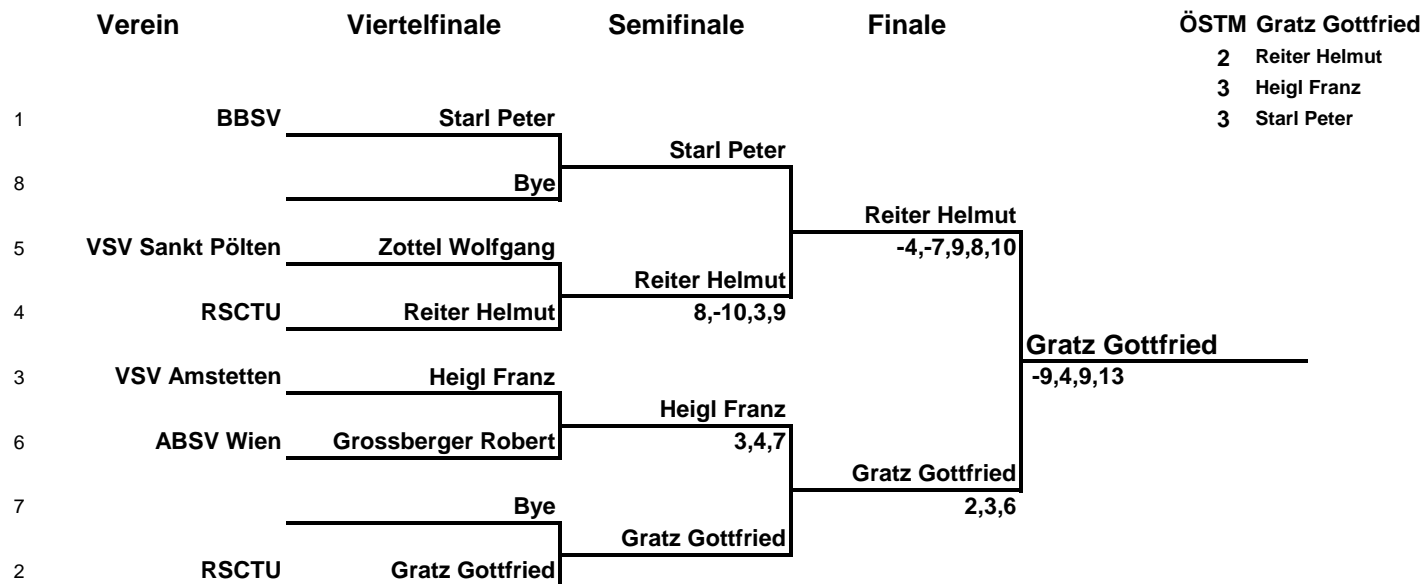 Verein Viertelfinale Semifinale Finale ÖSTM Gratz Gottfried
2 Reiter Helmut
3 Heigl Franz
1 BBSV Starl Peter 3 Starl Peter
Starl Peter
8 Bye
Reiter Helmut
5 VSV Sankt Pölten Zottel Wolfgang -4,-7,9,8,10
Reiter Helmut
4 RSCTU Reiter Helmut 8,-10,3,9
Gratz Gottfried
3 VSV Amstetten Heigl Franz -9,4,9,13
Heigl Franz
6 ABSV Wien Grossberger Robert 3,4,7
Gratz Gottfried
7 Bye 2,3,6
Gratz Gottfried
2 RSCTU Gratz Gottfried